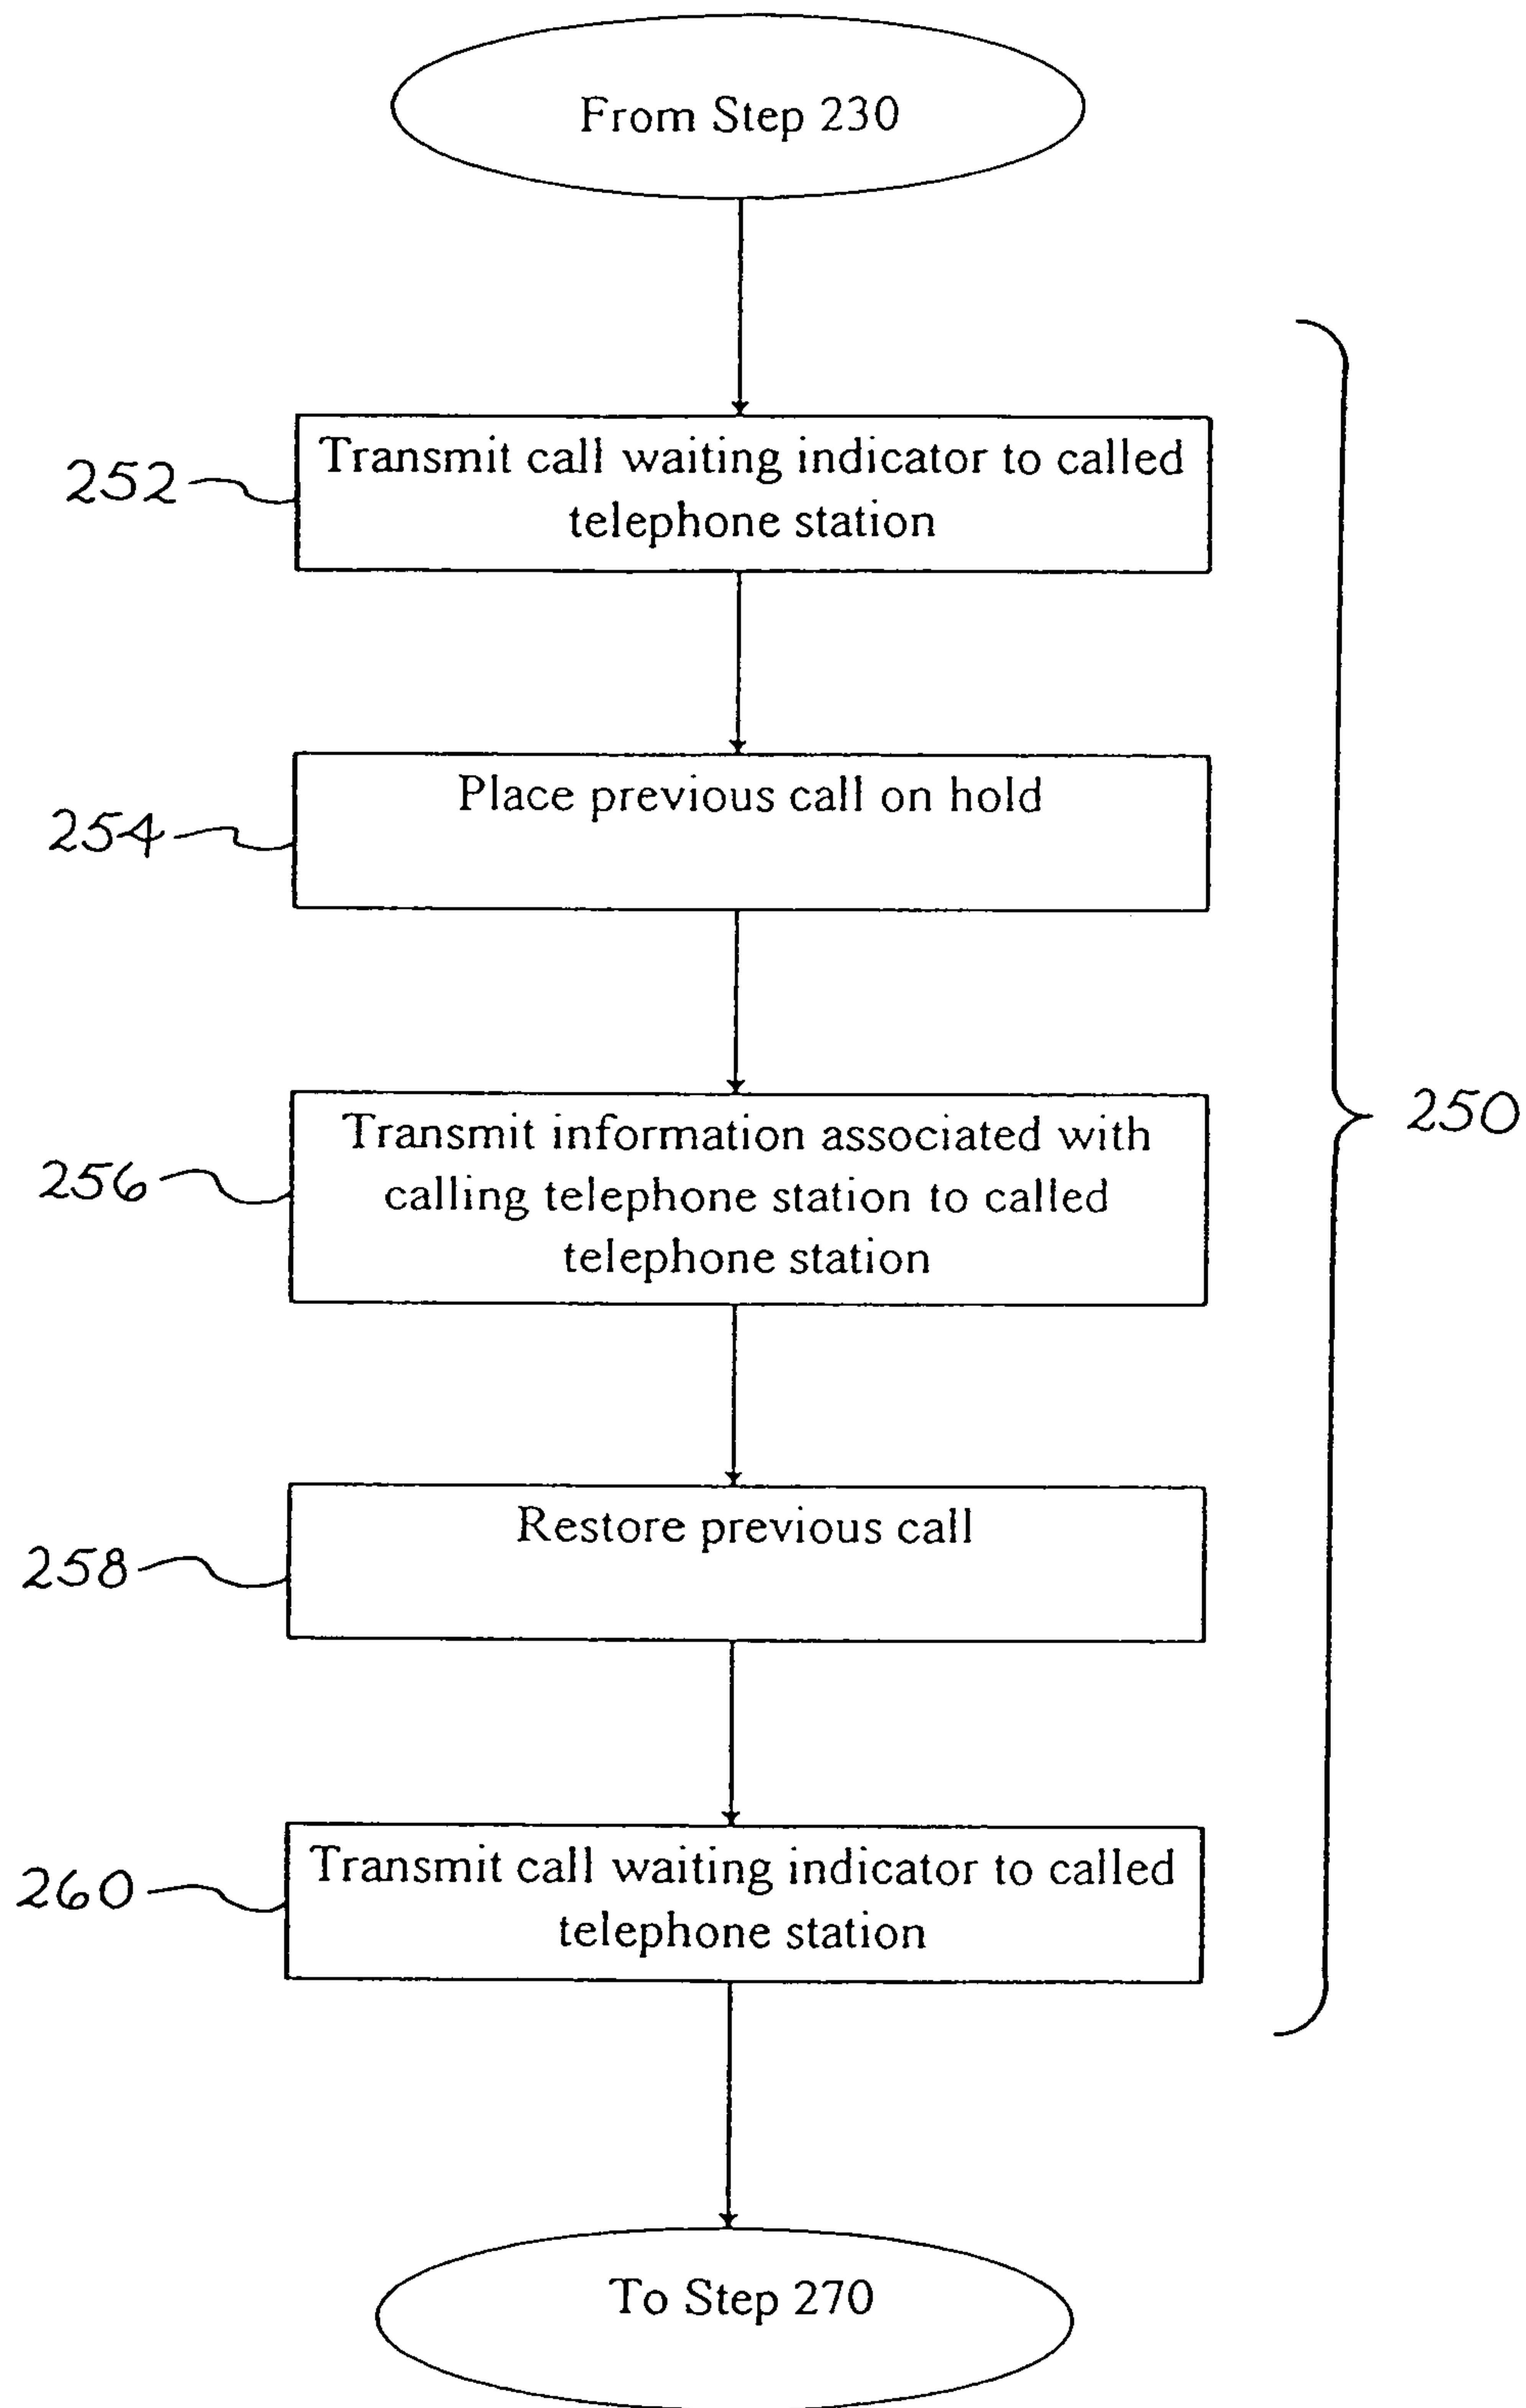 From Step 230
252
Transmit call waiting indicator to called
telephone station
254
Place previous call on hold
250
256
Transmit information associated with
calling telephone station to called
telephone station
258
Restore previous call
260
Transmit call waiting indicator to called
telephone station
To Step 270